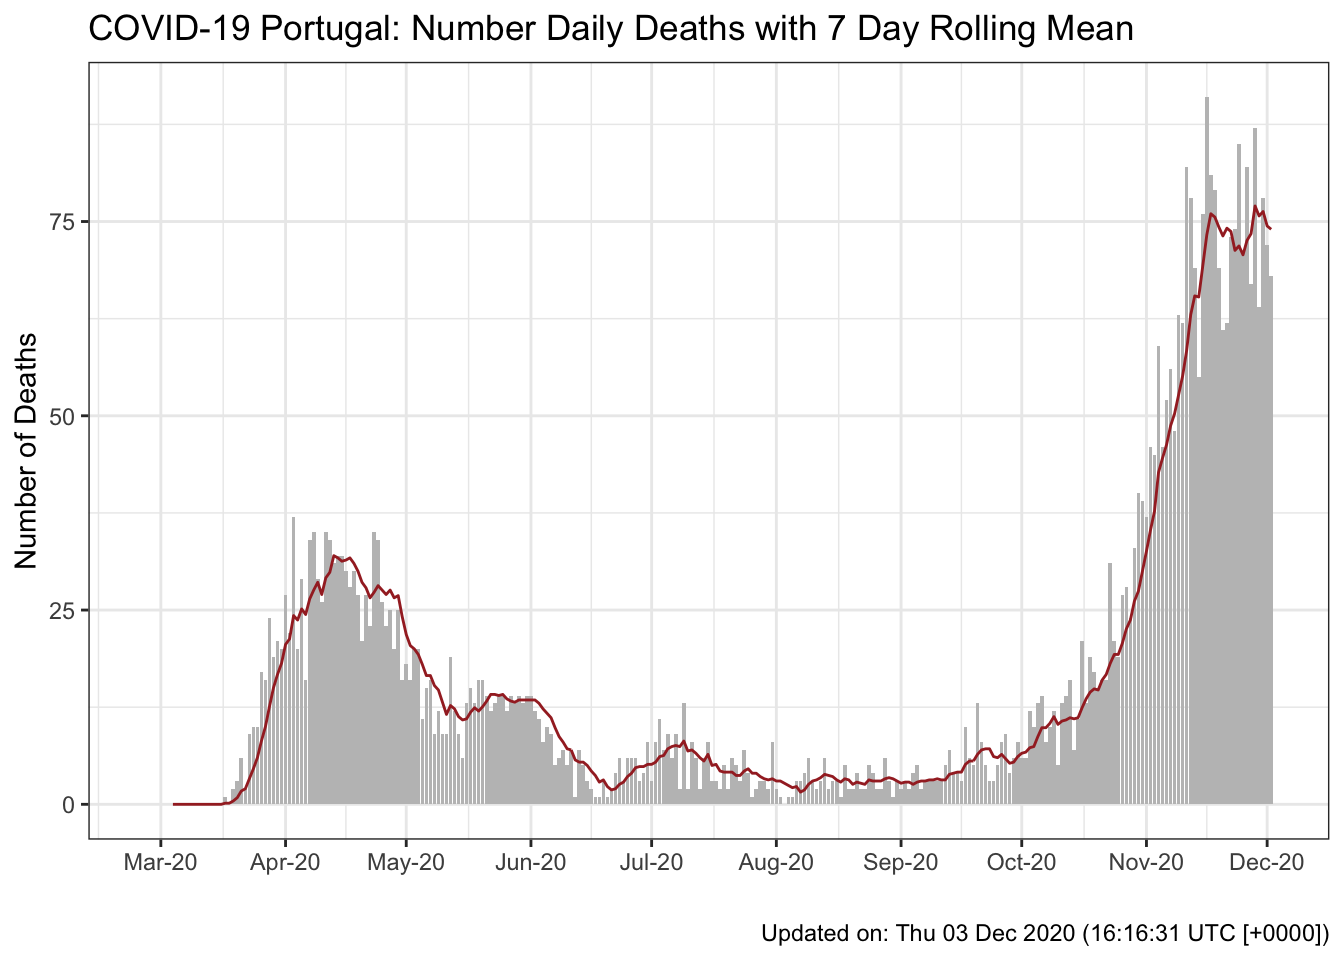 COVID-19 Portugal: Number Daily Deaths with 7 Day Rolling Mean
Number of Deaths
75
50
25
0
Mar-20 Apr-20 May-20 Jun-20 Jul-20 Aug-20 Sep-20 Oct-20 Nov-20 Dec-20
Updated on: Thu 03 Dec 2020 (16:16:31 UTC [+0000])